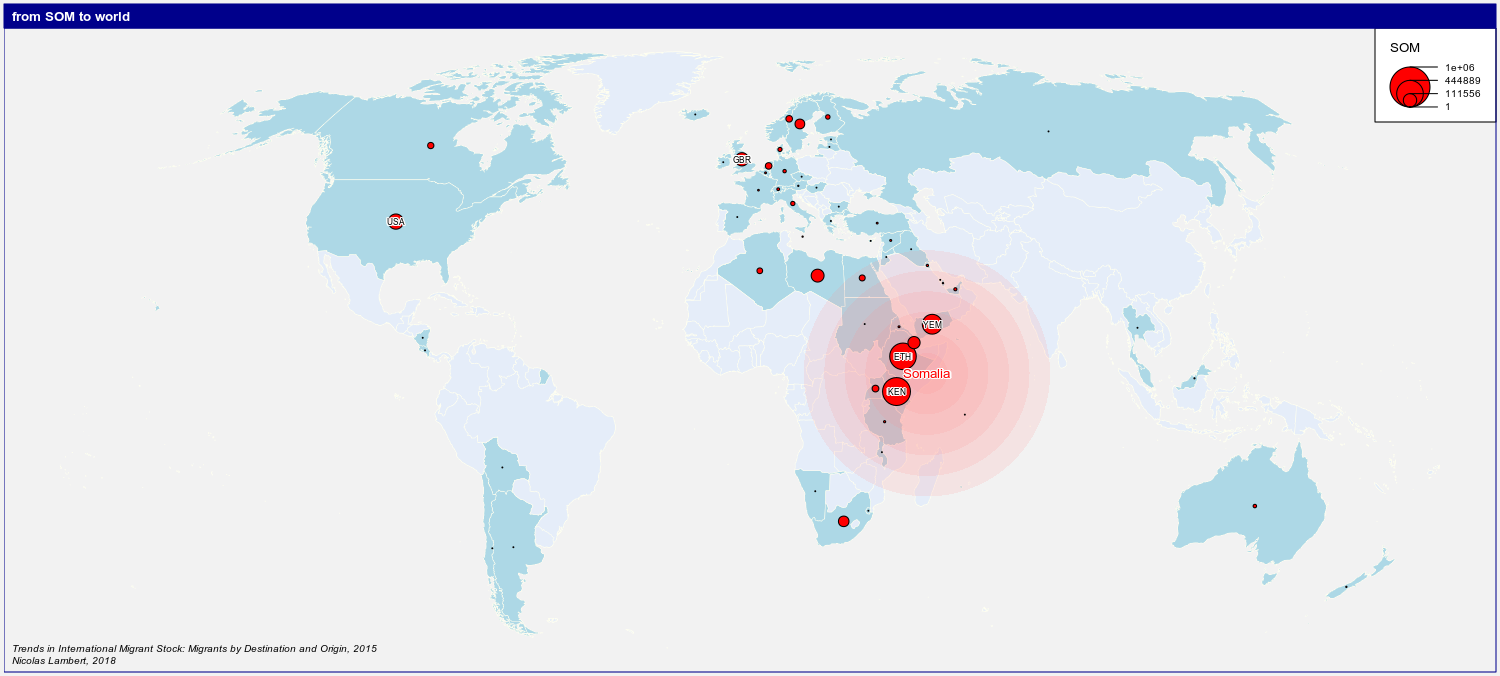 from SOM to world
SOM
1e+06
444889
111556
1
GBR
USA
YEM
ETH
Somalia
KEN
Trends in International Migrant Stock: Migrants by Destination and Origin, 2015
Nicolas Lambert, 2018